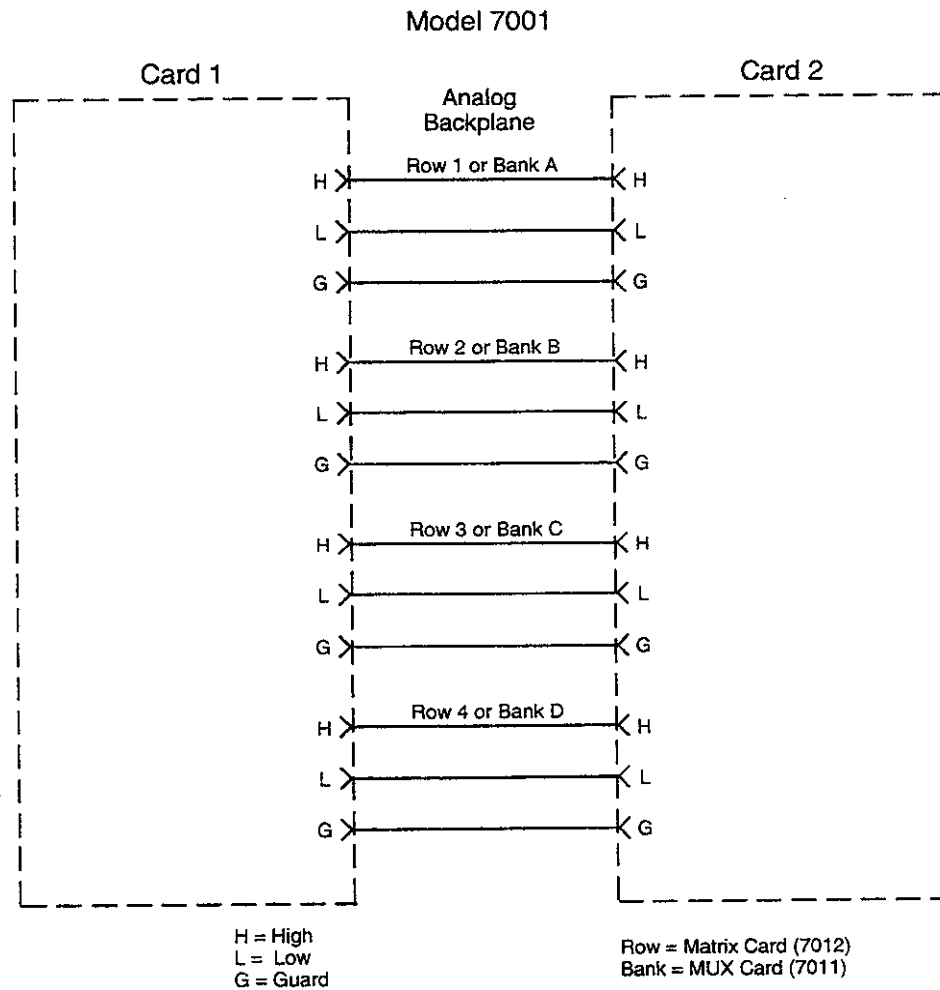 Model 7001
Card 1
Card 2
Analog
Backplane
Row 1 or Bank A
H H
L L
G G
Row 2 or Bank B
H H
L L
G G
Row 3 or Bank C
H H
L L
G G
Row 4 or Bank D
H H
L L
G G
H = High
L = Low
G = Guard
Row = Matrix Card (7012)
Bank = MUX Card (7011)